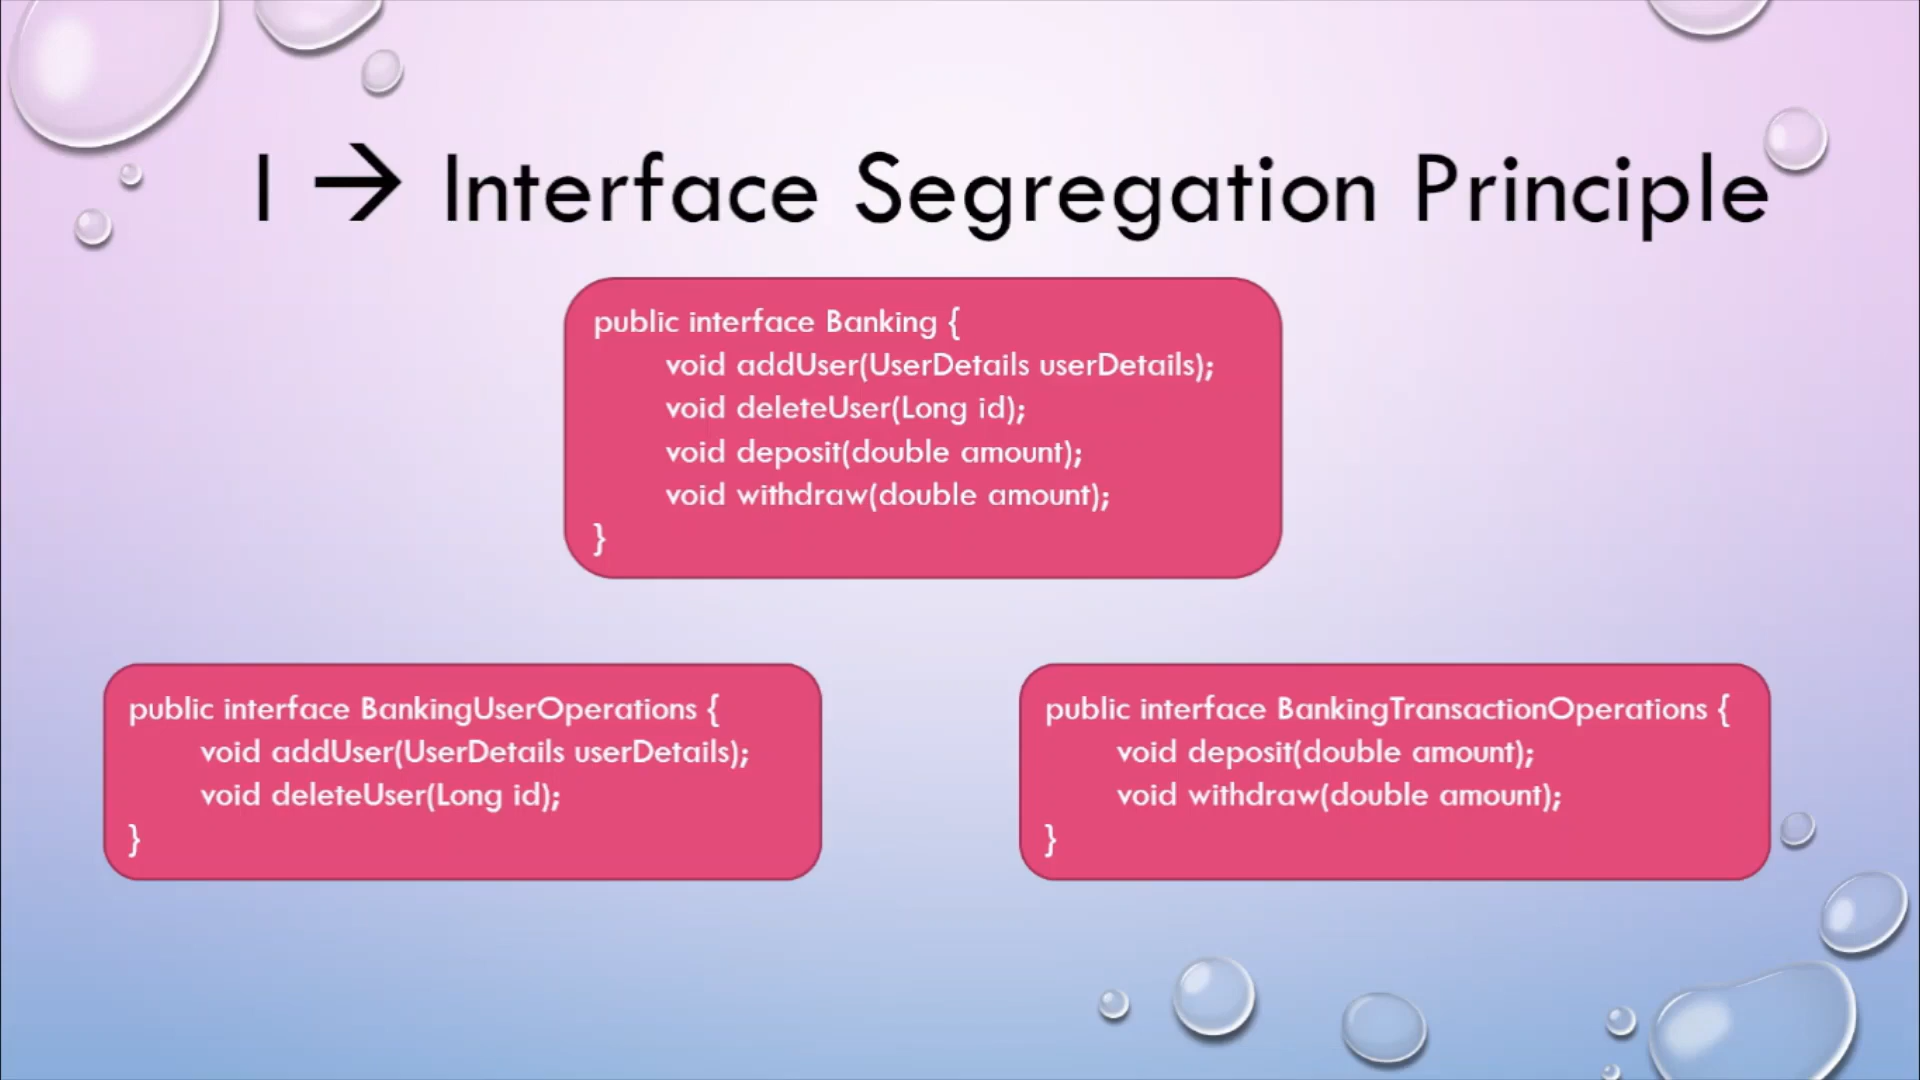 I → Interface Segregation Principle
public interface Banking {
void addUser(UserDetails userDetails);
void deleteUser(Long id);
void deposit(double amount);
void withdraw(double amount);
}
public interface BankingUserOperations {
void addUser(UserDetails userDetails);
void deleteUser(Long id);
}
public interface BankingTransactionOperations {
void deposit(double amount);
void withdraw(double amount);
}